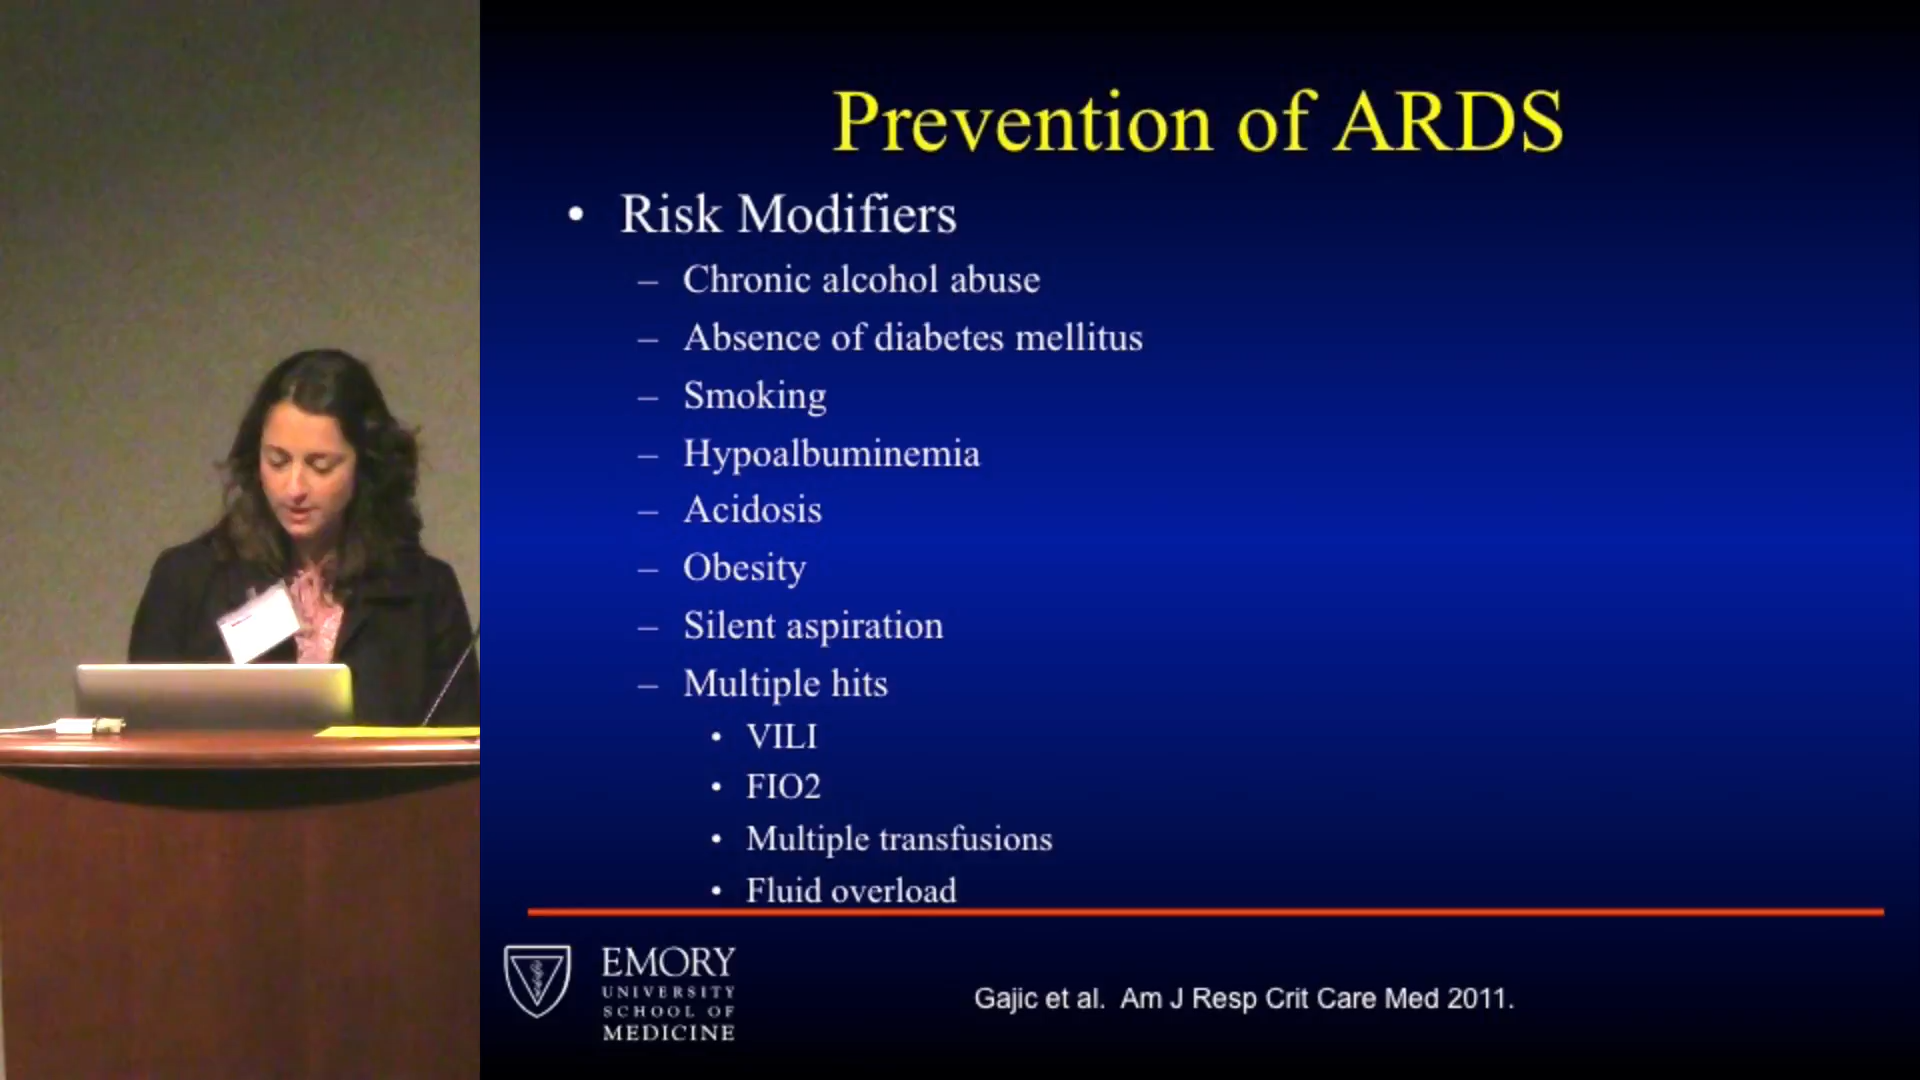 Prevention of ARDS
• Risk Modifiers
– Chronic alcohol abuse
– Absence of diabetes mellitus
– Smoking
– Hypoalbuminemia
– Acidosis
– Obesity
– Silent aspiration
– Multiple hits
• VILI
• FIO2
• Multiple transfusions
• Fluid overload
EMORY
UNIVERSITY
SCHOOL OF
MEDICINE
Gajic et al. Am J Resp Crit Care Med 2011.